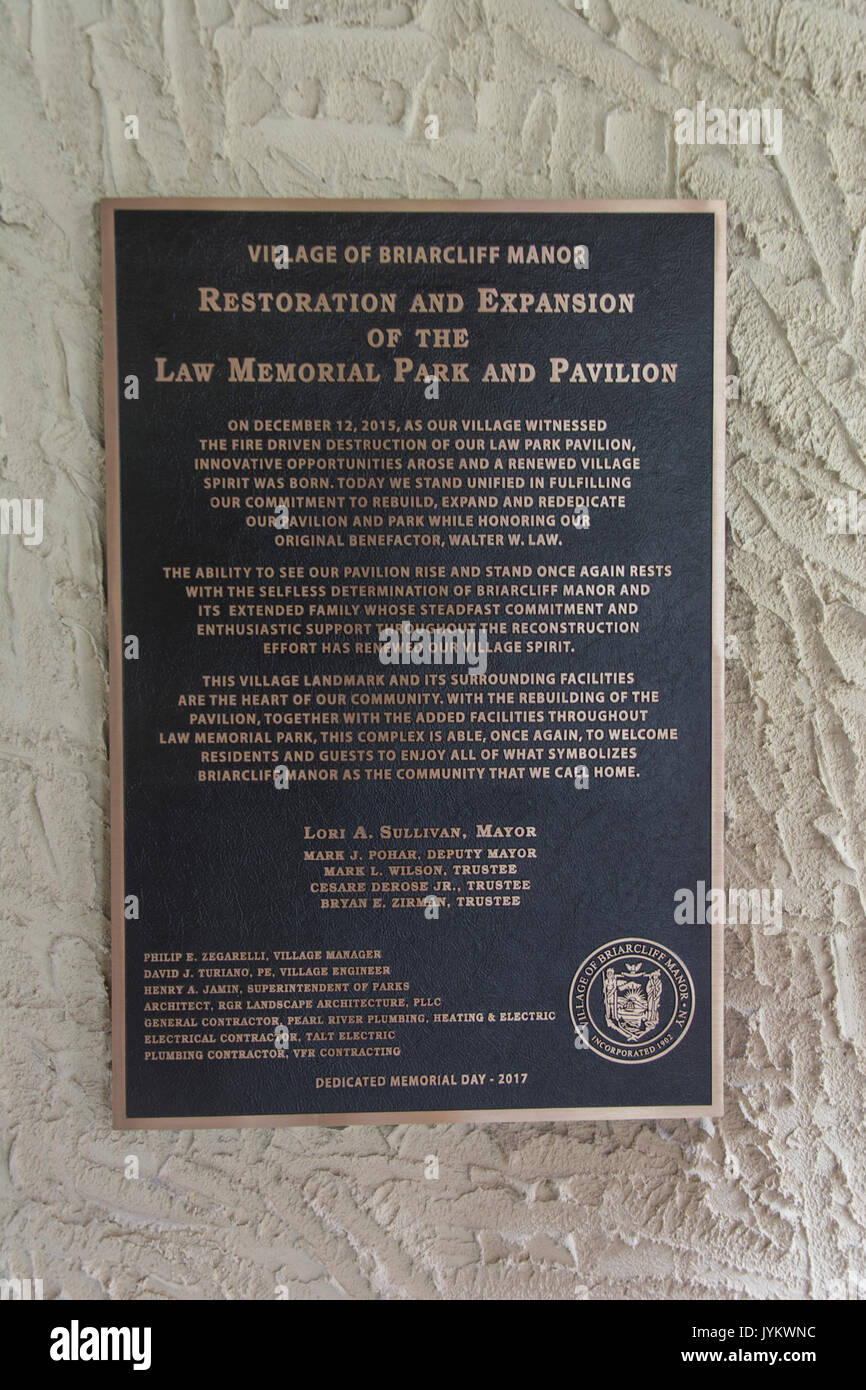 VILLAGE OF BRIARCLIFF MANOR
RESTORATION AND EXPANSION
OF THE
LAW MEMORIAL PARK AND PAVILION
ON DECEMBER 12, 2015, AS OUR VILLAGE WITNESSED
THE FIRE DRIVEN DESTRUCTION OF OUR LAW PARK PAVILION,
INNOVATIVE OPPORTUNITIES AROSE AND A RENEWED VILLAGE
SPIRIT WAS BORN. TODAY WE STAND UNIFIED IN FULFILLING
OUR COMMITMENT TO REBUILD, EXPAND AND REDEDICATE
OUR PAVILION AND PARK WHILE HONORING OUR
ORIGINAL BENEFACTOR, WALTER W. LAW.
THE ABILITY TO SEE OUR PAVILION RISE AND STAND ONCE AGAIN RESTS
WITH THE SELFLESS DETERMINATION OF BRIARCLIFF MANOR AND
ITS EXTENDED FAMILY WHOSE STEADFAST COMMITMENT AND
ENTHUSIASTIC SUPPORT THROUGHOUT THE RECONSTRUCTION
EFFORT HAS RENEWED OUR VILLAGE SPIRIT.
THIS VILLAGE LANDMARK AND ITS SURROUNDING FACILITIES
ARE THE HEART OF OUR COMMUNITY. WITH THE REBUILDING OF THE
PAVILION, TOGETHER WITH THE ADDED FACILITIES THROUGHOUT
LAW MEMORIAL PARK, THIS COMPLEX IS ABLE, ONCE AGAIN, TO WELCOME
RESIDENTS AND GUESTS TO ENJOY ALL OF WHAT SYMBOLIZES
BRIARCLIFF MANOR AS THE COMMUNITY THAT WE CALL HOME.
LORI A. SULLIVAN, MAYOR
MARK J. POHAR, DEPUTY MAYOR
MARK L. WILSON, TRUSTEE
CESARE DEROSE JR., TRUSTEE
BRYAN E. ZIRMAN, TRUSTEE
PHILIP E. ZEGARELLI, VILLAGE MANAGER
DAVID J. TURIANO, PE, VILLAGE ENGINEER
HENRY A. JAMIN, SUPERINTENDENT OF PARKS
ARCHITECT, RGR LANDSCAPE ARCHITECTURE, PLLC
GENERAL CONTRACTOR, PEARL RIVER PLUMBING, HEATING & ELECTRIC
ELECTRICAL CONTRACTOR, TALT ELECTRIC
PLUMBING CONTRACTOR, VFR CONTRACTING
VILLAGE OF BRIARCLIFF MANOR, NY
INCORPORATED 1902
DEDICATED MEMORIAL DAY - 2017
alamy
alamy
alamy
a
a
a
alamy stock photo
JYKWNC
www.alamy.com